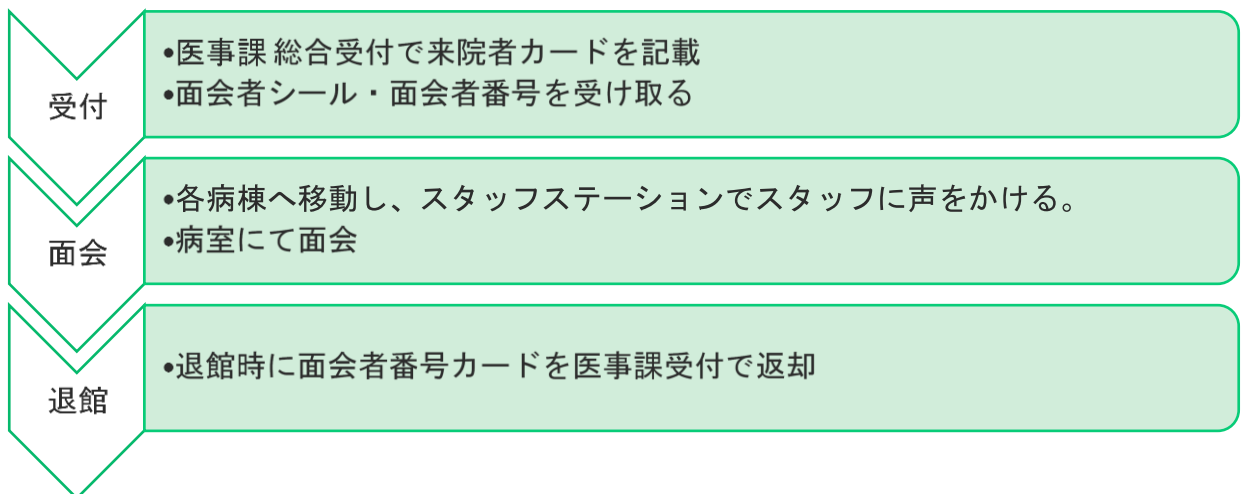 受付
•医事課 総合受付で来院者カードを記載
•面会者シール・面会者番号を受け取る
面会
•各病棟へ移動し、スタッフステーションでスタッフに声をかける。
•病室にて面会
退館
•退館時に面会者番号カードを医事課受付で返却